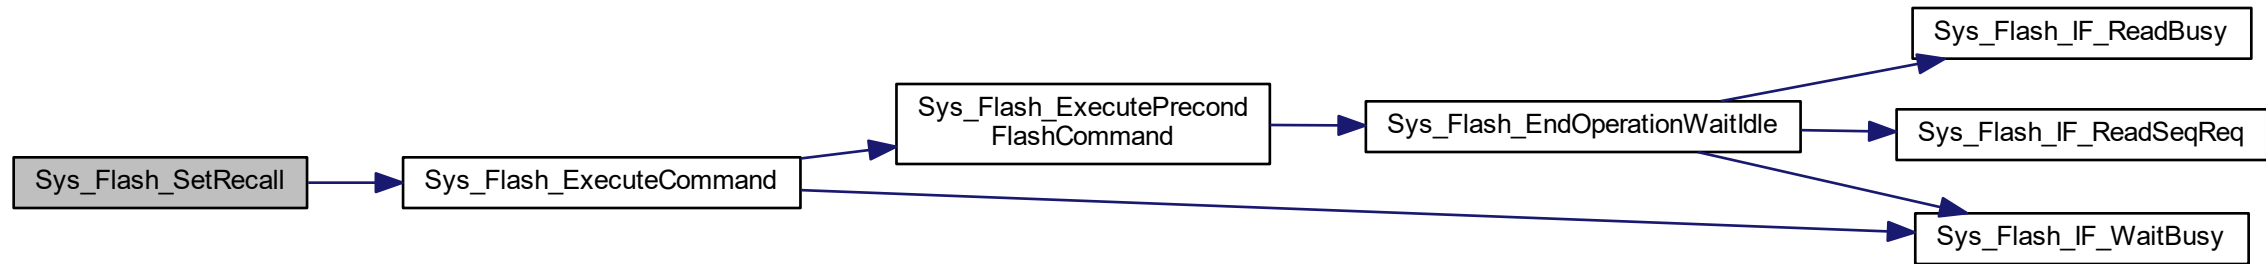 Sys_Flash_SetRecall
Sys_Flash_ExecuteCommand
Sys_Flash_ExecutePrecond
FlashCommand
Sys_Flash_EndOperationWaitIdle
Sys_Flash_IF_ReadBusy
Sys_Flash_IF_ReadSeqReq
Sys_Flash_IF_WaitBusy